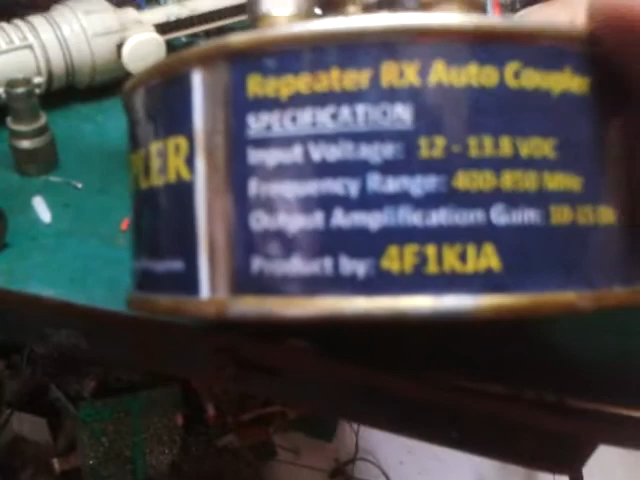 Repeater RX Auto Coupler
SPECIFICATION
Input Voltage: 12 - 13.8 VDC
Frequency Range: 400-850 MHz
Output Amplification Gain:
Product by: 4F1KJA
PLER